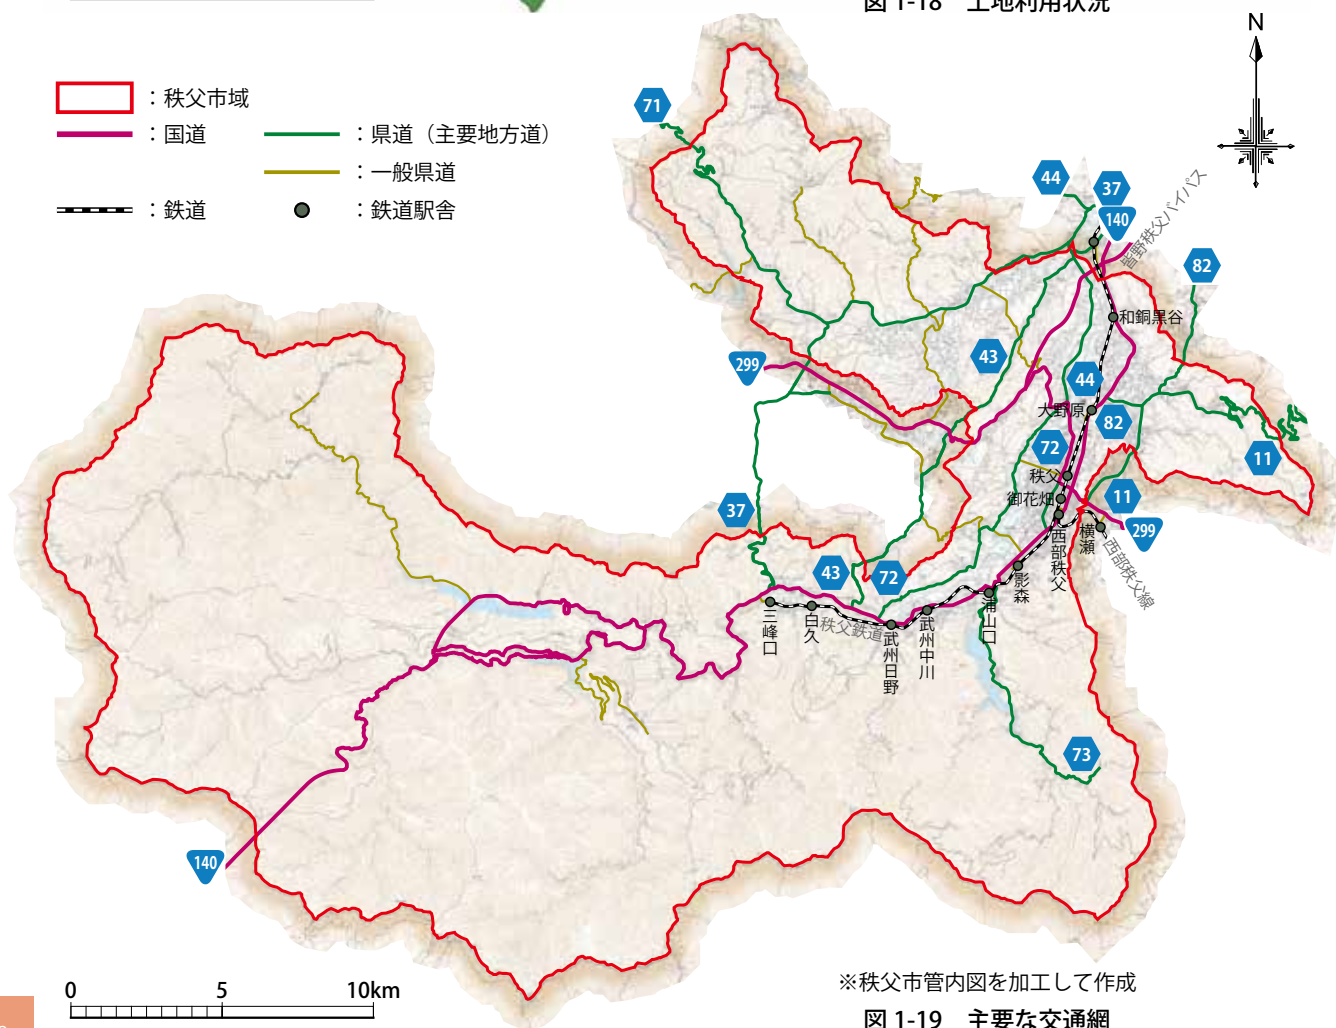 図 1-18 土地利用状況
N
：秩父市域
：国道
：県道（主要地方道）
：一般県道
：鉄道
：鉄道駅舎
71
44
37
140
皆野秩父バイパス
82
和銅黒谷
299
43
44
大野原
82
72
秩父
11
御花畑
11
37
299
西部秩父
横瀬
西部秩父線
43
72
影森
浦山口
三峰口
白久
秩父鉄道
武州日野
武州中川
73
140
※秩父市管内図を加工して作成
0 5 10km
図 1-19 主要な交通網